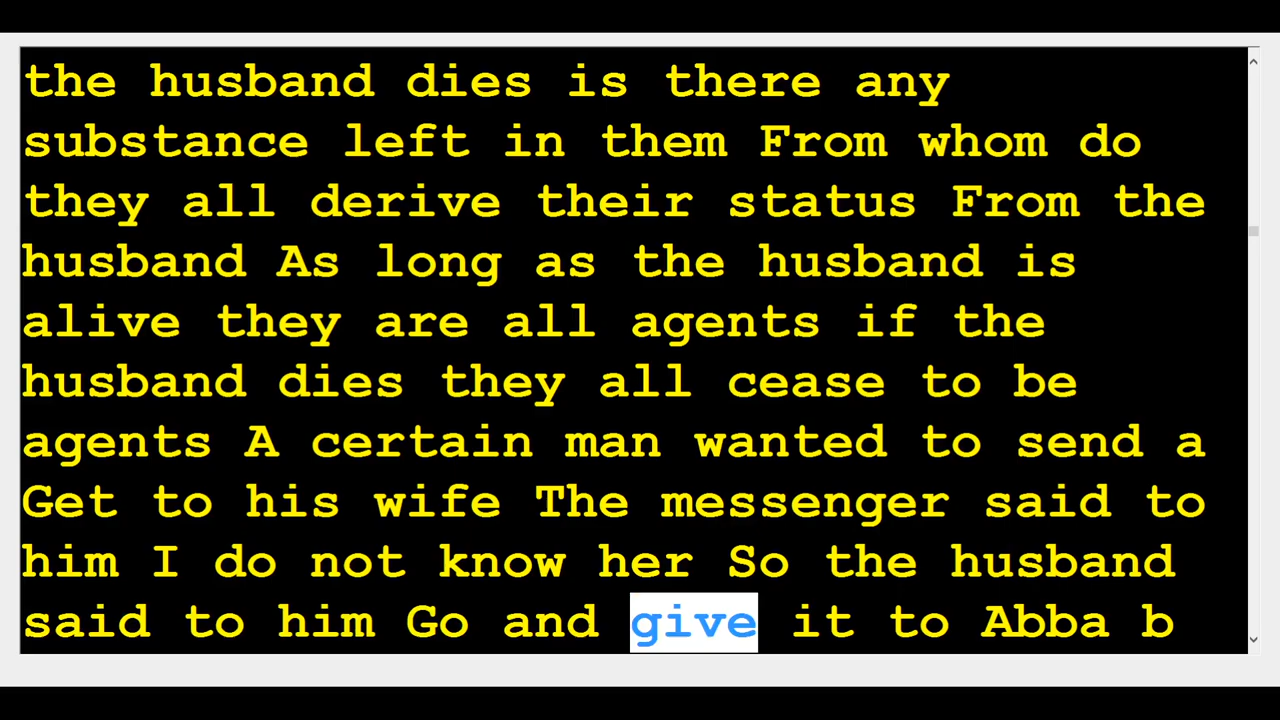 the husband dies is there any
substance left in them From whom do
they all derive their status From the
husband As long as the husband is
alive they are all agents if the
husband dies they all cease to be
agents A certain man wanted to send a
Get to his wife The messenger said to
him I do not know her So the husband
said to him Go and give it to Abba b